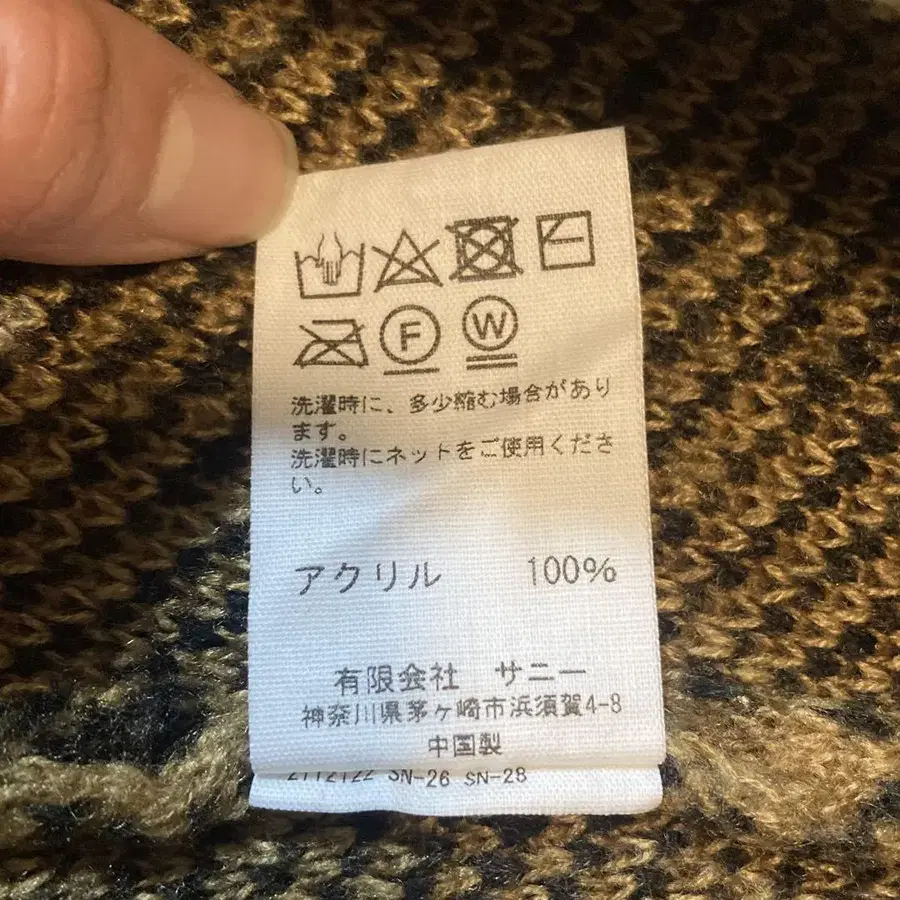 F W
洗濯時に、多少縮む場合があり
ます。
洗濯時にネットをご使用くださ
い。
アクリル 100%
有限会社 サニー
神奈川県茅ヶ崎市浜須賀4-8
中国製
2112122 SN-26 SN-28